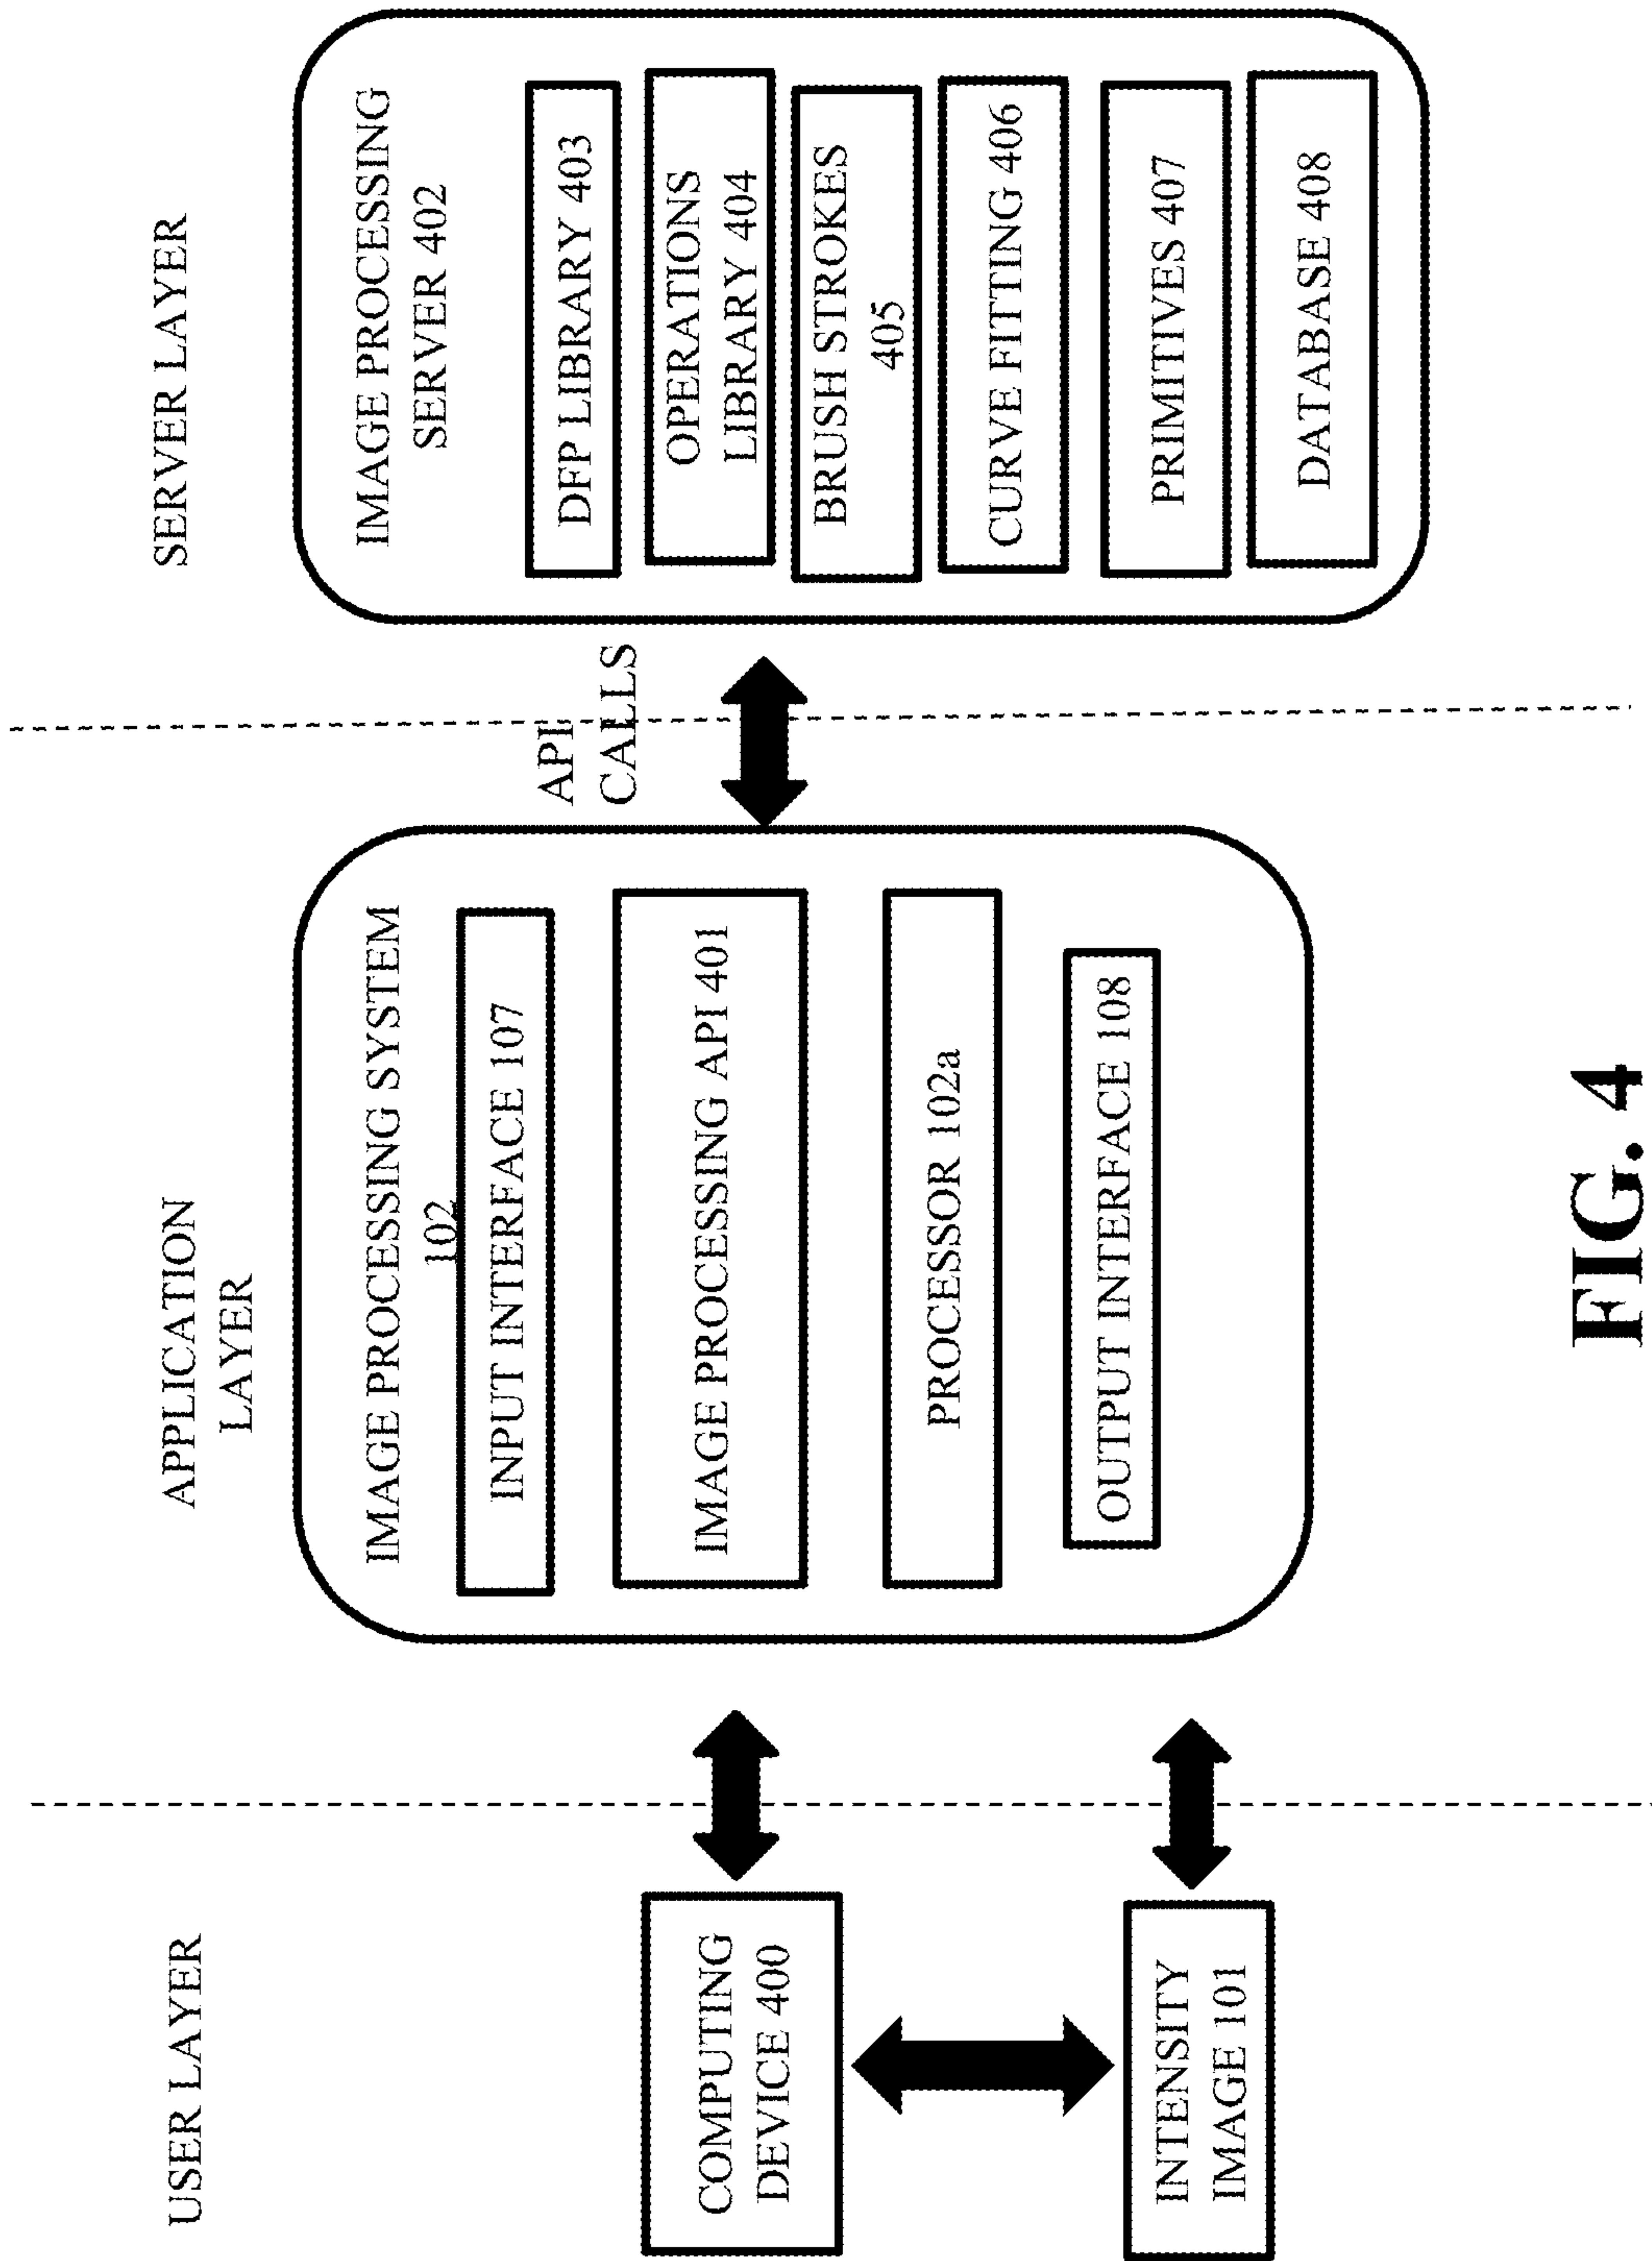 USER LAYER
COMPUTING
DEVICE 400
INTENSITY
IMAGE 101
APPLICATION
LAYER
IMAGE PROCESSING SYSTEM
102
INPUT INTERFACE 107
IMAGE PROCESSING API 401
PROCESSOR 102a
OUTPUT INTERFACE 108
API
CALLS
SERVER LAYER
IMAGE PROCESSING
SERVER 402
DFP LIBRARY 403
OPERATIONS
LIBRARY 404
BRUSH STROKES
405
CURVE FITTING 406
PRIMITIVES 407
DATABASE 408
FIG. 4